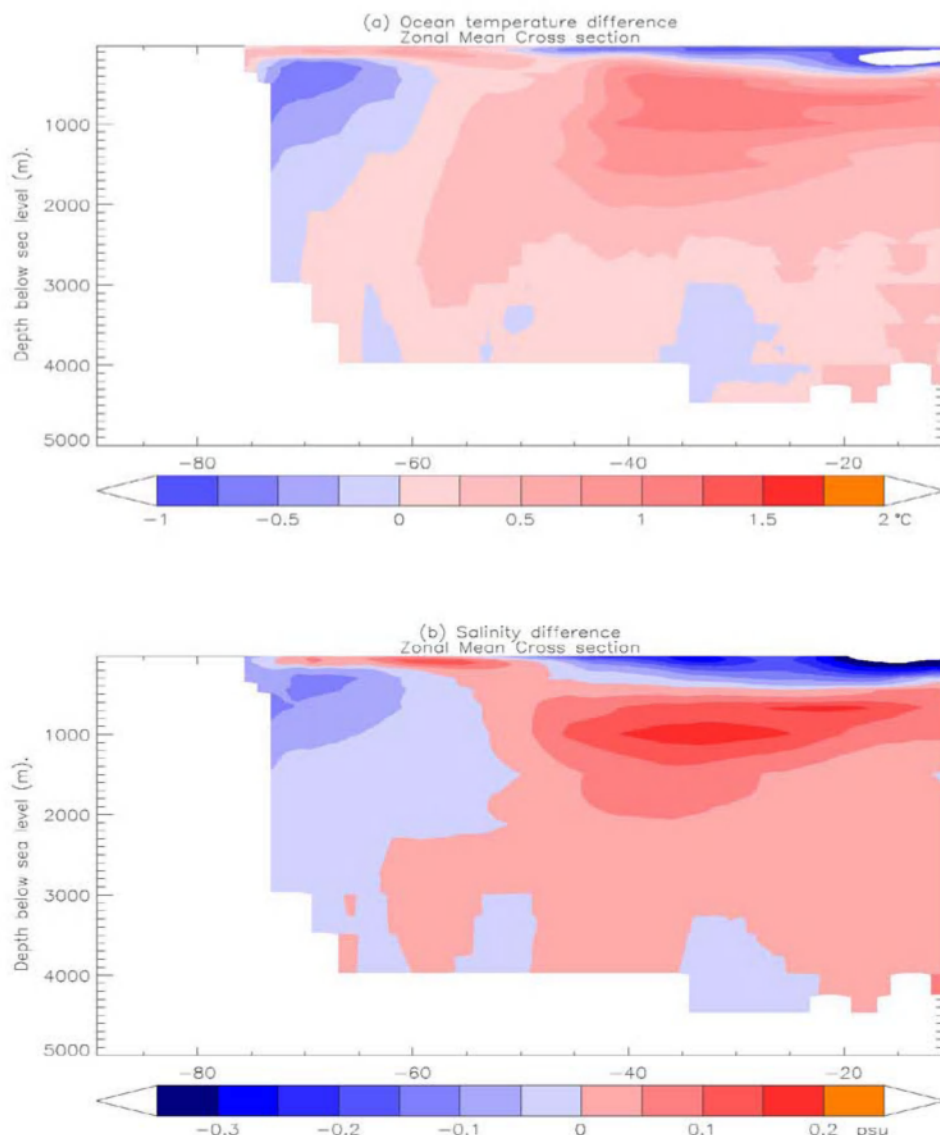 (a) Ocean temperature difference
Zonal Mean Cross section
Depth below sea level (m).
1000
2000
3000
4000
5000
−80 −60 −40 −20
−1 −0.5 0 0.5 1 1.5 2 °C
(b) Salinity difference
Zonal Mean Cross section
Depth below sea level (m).
1000
2000
3000
4000
5000
−80 −60 −40 −20
−0.3 −0.2 −0.1 0 0.1 0.2 psu